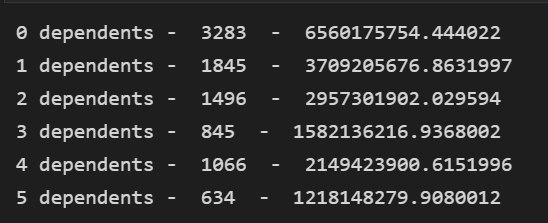 0 dependents -  3283  -  6560175754.444022
1 dependents -  1845  -  3709205676.8631997
2 dependents -  1496  -  2957301902.029594
3 dependents -  845  -  1582136216.9368002
4 dependents -  1066  -  2149423900.6151996
5 dependents -  634  -  1218148279.9080012